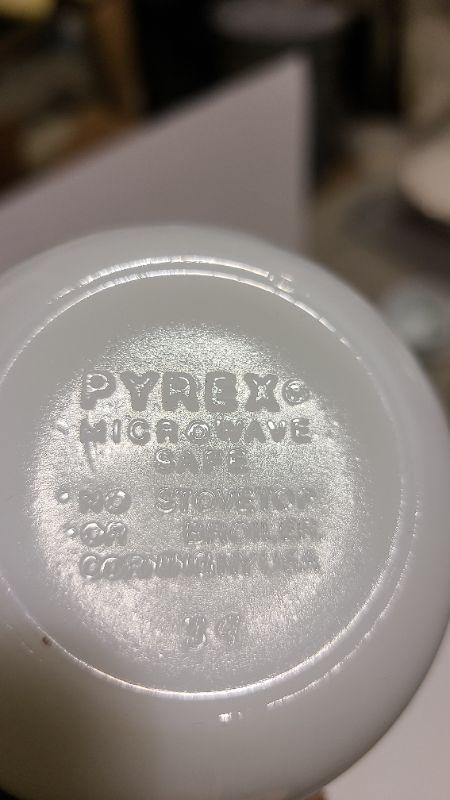 PYREX®
MICROWAVE
SAFE
NO STOVETOP
OR BROILER
CORNING NY USA